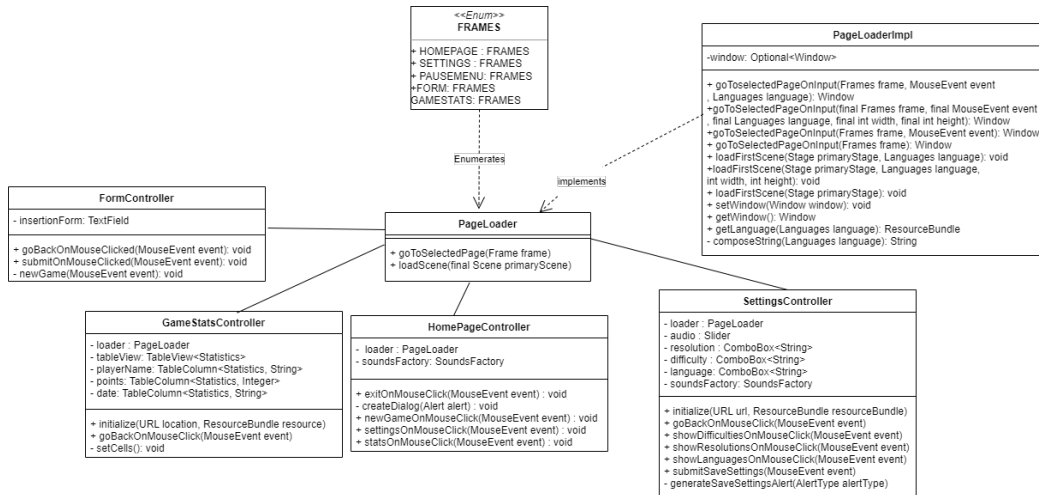 <<Enum>>
FRAMES
+ HOMEPAGE : FRAMES
+ SETTINGS : FRAMES
+ PAUSEMENU: FRAMES
+FORM: FRAMES
GAMESTATS: FRAMES
PageLoaderImpl
-window: Optional<Window>
+ goToselectedPageOnInput(Frames frame, MouseEvent event
, Languages language): Window
+goToSelectedPageOnInput(final Frames frame, final MouseEvent event
, final Languages language, final int width, final int height): Window
+goToSelectedPageOnInput(Frames frame, MouseEvent event): Window
+ goToSelectedPageOnInput(Frames frame): Window
+ loadFirstScene(Stage primaryStage, Languages language): void
+loadFirstScene(Stage primaryStage, Languages language,
int width, int height): void
+ loadFirstScene(Stage primaryStage): void
+ setWindow(Window window): void
+ getWindow(): Window
+ getLanguage(Languages language): ResourceBundle
- composeString(Languages language): String
Enumerates
implements
FormController
- insertionForm: TextField
+ goBackOnMouseClicked(MouseEvent event): void
+ submitOnMouseClicked(MouseEvent event): void
- newGame(MouseEvent event): void
PageLoader
+ goToSelectedPage(Frame frame)
+ loadScene(final Scene primaryScene)
GameStatsController
- loader : PageLoader
- tableView: TableView<Statistics>
- playerName: TableColumn<Statistics, String>
- points: TableColumn<Statistics, Integer>
- date: TableColumn<Statistics, String>
+ initialize(URL location, ResourceBundle resource)
+ goBackOnMouseClick(MouseEvent event)
- setCells(): void
HomePageController
- loader : PageLoader
- soundsFactory: SoundsFactory
+ exitOnMouseClick(MouseEvent event) : void
- createDialog(Alert alert) : void
+ newGameOnMouseClick(MouseEvent event) : void
+ settingsOnMouseClick(MouseEvent event) : void
+ statsOnMouseClick(MouseEvent event) : void
SettingsController
- loader : PageLoader
- audio : Slider
- resolution : ComboBox<String>
- difficulty : ComboBox<String>
- language: ComboBox<String>
- soundsFactory: SoundsFactory
+ initialize(URL url, ResourceBundle resourceBundle)
+ goBackOnMouseClick(MouseEvent event)
+ showDifficultiesOnMouseClick(MouseEvent event)
+ showResolutionsOnMouseClick(MouseEvent event)
+ showLanguagesOnMouseClick(MouseEvent event)
+ submitSaveSettings(MouseEvent event)
- generateSaveSettingsAlert(AlertType alertType)